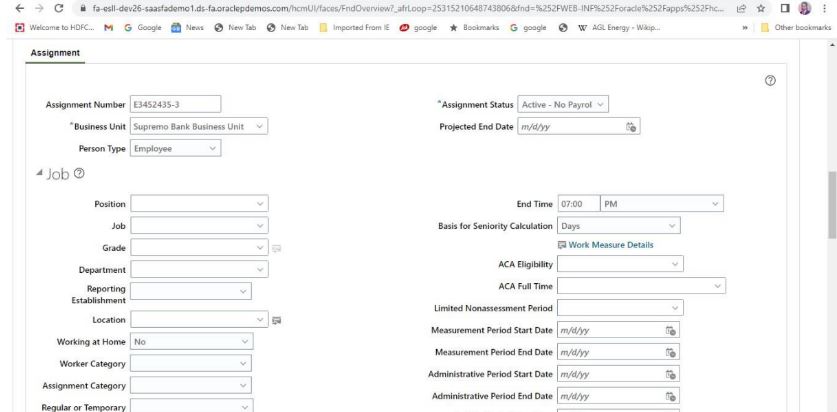 fa-esll-dev26-saasfademo1.ds-fa.oraclepdemos.com/hcmUI/faces/FndOverview?_afrLoop=25315210648743806&fnd=%252FWEB-INF%252Foracle%252Fapps%252Fhc...
Welcome to HDFC... Google News New Tab New Tab Imported From IE google Bookmarks google AGL Energy - Wikip... » Other bookmarks
Assignment
Assignment Number E3452435-3 *Assignment Status Active - No Payrol
*Business Unit Supremo Bank Business Unit Projected End Date m/d/yy
Person Type Employee
Job
Position End Time 07:00 PM
Job Basis for Seniority Calculation Days
Grade Work Measure Details
Department ACA Eligibility
Reporting Establishment ACA Full Time
Limited Nonassessment Period
Location Measurement Period Start Date m/d/yy
Working at Home No Measurement Period End Date m/d/yy
Worker Category Administrative Period Start Date m/d/yy
Assignment Category Administrative Period End Date m/d/yy
Regular or Temporary